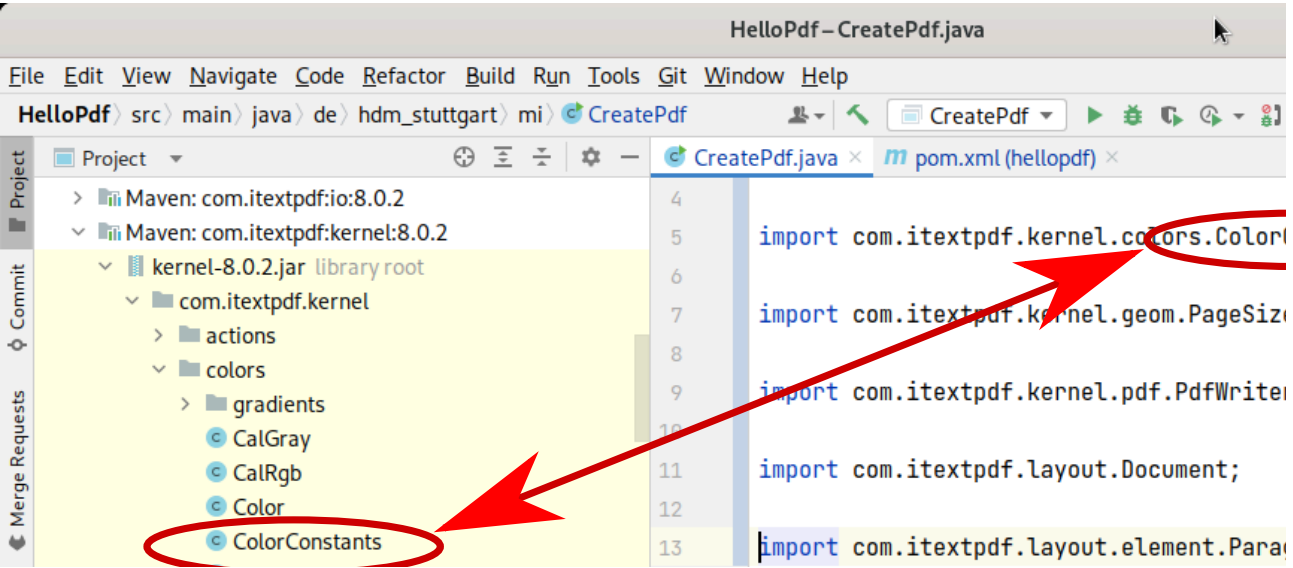 HelloPdf – CreatePdf.java
File Edit View Navigate Code Refactor Build Run Tools Git Window Help
HelloPdf 〉 src 〉 main 〉 java 〉 de 〉 hdm_stuttgart 〉 mi 〉 CreatePdf
CreatePdf
Project
Commit
Merge Requests
Project
Maven: com.itextpdf:io:8.0.2
Maven: com.itextpdf:kernel:8.0.2
kernel-8.0.2.jar library root
com.itextpdf.kernel
actions
colors
gradients
CalGray
CalRgb
Color
ColorConstants
CreatePdf.java × pom.xml (hellopdf) ×
4
5 import com.itextpdf.kernel.colors.Color
6
7 import com.itextpdf.kernel.geom.PageSize
8
9 import com.itextpdf.kernel.pdf.PdfWriter
10
11 import com.itextpdf.layout.Document;
12
13 import com.itextpdf.layout.element.Para